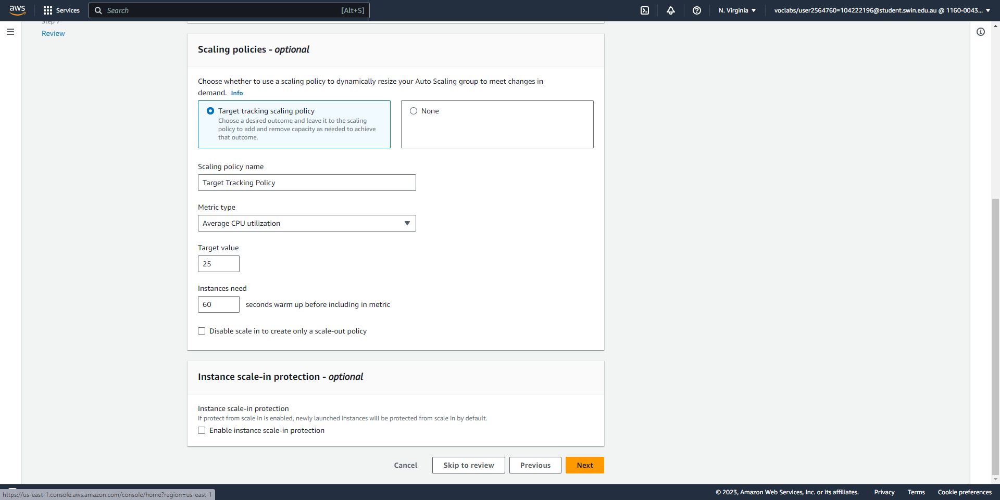 aws
Services
Search
[Alt+S]
N. Virginia
voclabs/user2564760=104222196@student.swin.edu.au @ 1160-0043...
Step 7
Review
Scaling policies - optional
Choose whether to use a scaling policy to dynamically resize your Auto Scaling group to meet changes in
demand. Info
Target tracking scaling policy
Choose a desired outcome and leave it to the scaling
policy to add and remove capacity as needed to achieve
that outcome.
None
Scaling policy name
Target Tracking Policy
Metric type
Average CPU utilization
Target value
25
Instances need
60 seconds warm up before including in metric
Disable scale in to create only a scale-out policy
Instance scale-in protection - optional
Instance scale-in protection
If protect from scale in is enabled, newly launched instances will be protected from scale in by default.
Enable instance scale-in protection
Cancel
Skip to review
Previous
Next
https://us-east-1.console.aws.amazon.com/console/home?region=us-east-1
© 2023, Amazon Web Services, Inc. or its affiliates.
Privacy
Terms
Cookie preferences